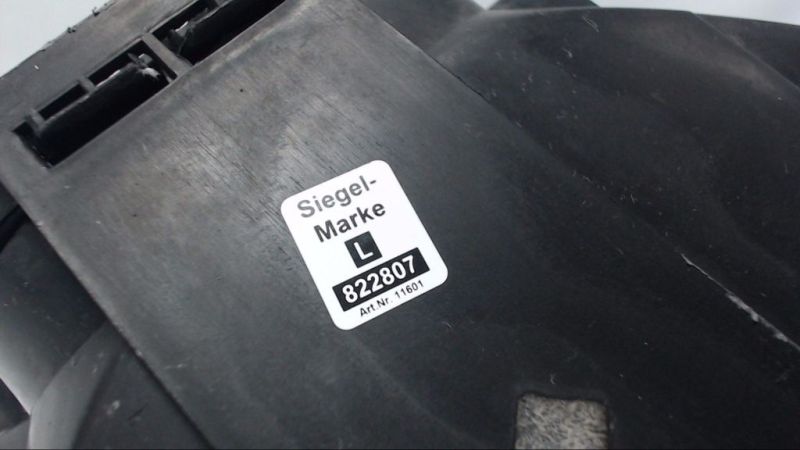 Siegel-
Marke
L
822807
Art.Nr. 11601